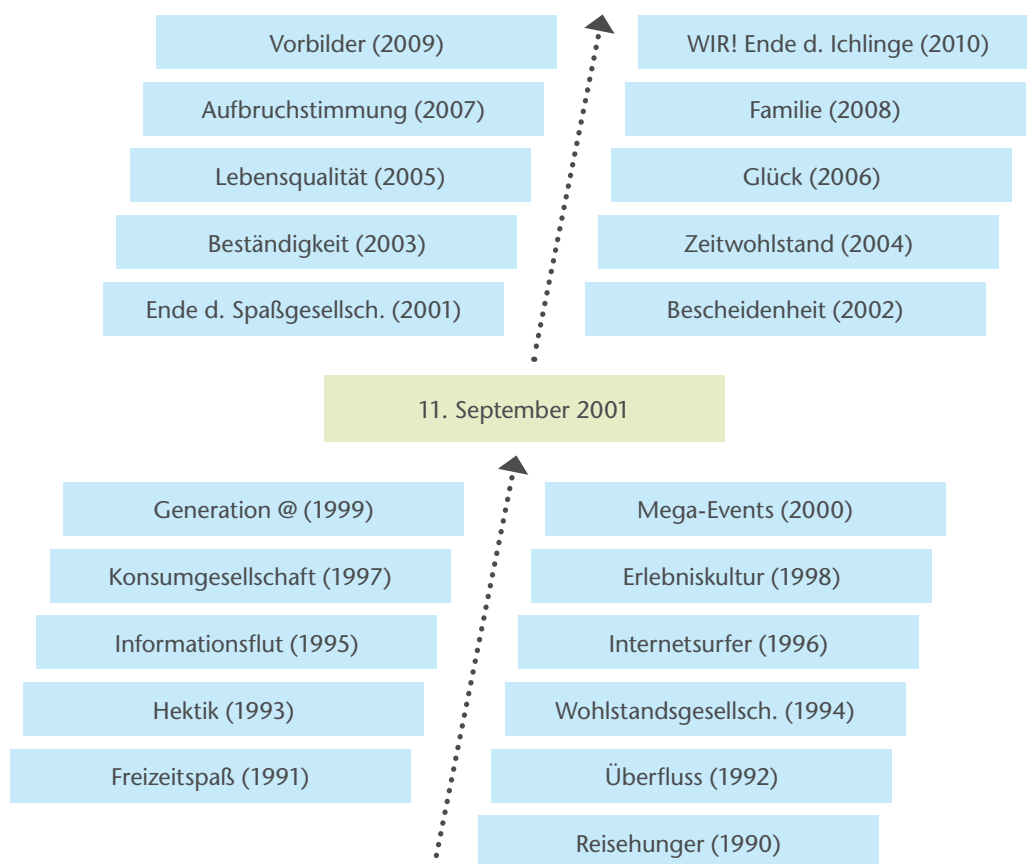 Vorbilder (2009)
WIR! Ende d. Ichlinge (2010)
Aufbruchstimmung (2007)
Familie (2008)
Lebensqualität (2005)
Glück (2006)
Beständigkeit (2003)
Zeitwohlstand (2004)
Ende d. Spaßgesellsch. (2001)
Bescheidenheit (2002)
11. September 2001
Generation @ (1999)
Mega-Events (2000)
Konsumgesellschaft (1997)
Erlebniskultur (1998)
Informationsflut (1995)
Internetsurfer (1996)
Hektik (1993)
Wohlstandsgesellsch. (1994)
Freizeitspaß (1991)
Überfluss (1992)
Reisehunger (1990)